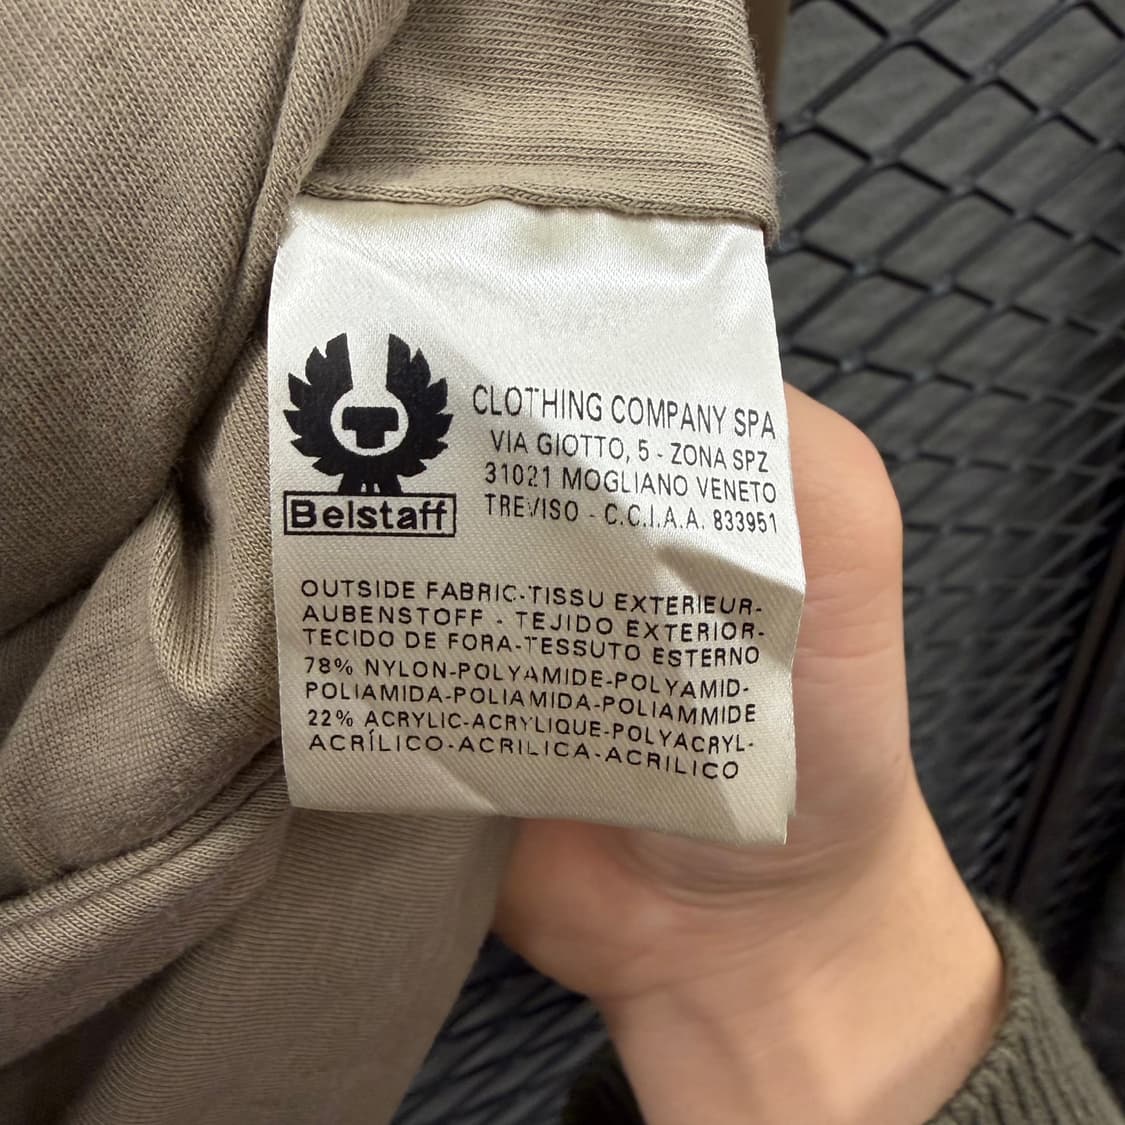 CLOTHING COMPANY SPA
VIA GIOTTO, 5 - ZONA SPZ
31021 MOGLIANO VENETO
TREVISO - C.C.I.A.A. 833951
Belstaff
OUTSIDE FABRIC-TISSU EXTERIEUR-
AUBENSTOFF - TEJIDO EXTERIOR-
TECIDO DE FORA-TESSUTO ESTERNO
78% NYLON-POLYAMIDE-POLYAMID-
POLIAMIDA-POLIAMIDA-POLIAMMIDE
22% ACRYLIC-ACRYLIQUE-POLYACRYL-
ACRÍLICO-ACRILICA-ACRILICO